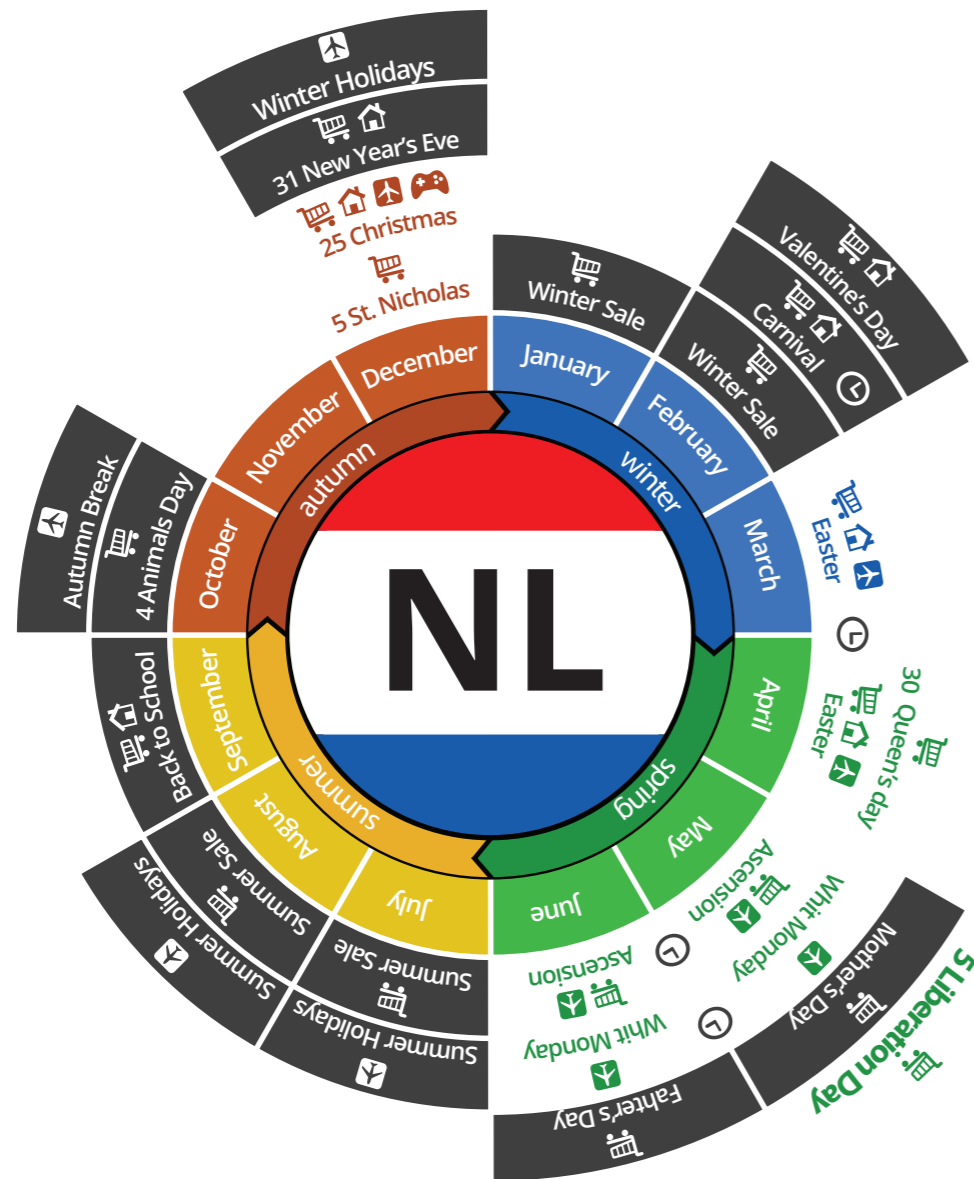 NL
winter
spring
summer
autumn
January
Winter Sale
February
Winter Sale
Carnival
Valentine's Day
March
Easter
April
Easter
30 Queen's day
May
Ascension
Whit Monday
Mother's Day
5 Liberation Day
June
Ascension
Whit Monday
Fahter's Day
July
Summer Sale
Summer Holidays
August
Summer Sale
Summer Holidays
September
Back to School
October
4 Animals Day
Autumn Break
November
December
5 St. Nicholas
25 Christmas
31 New Year's Eve
Winter Holidays